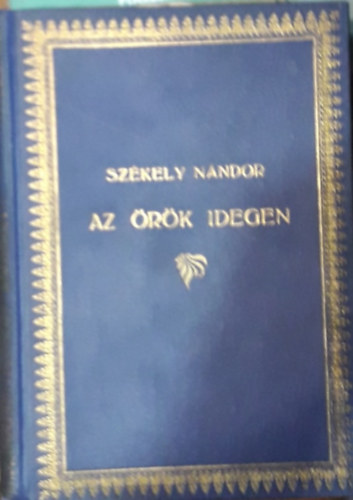 SZÉKELY NÁNDOR
AZ ÖRÖK IDEGEN